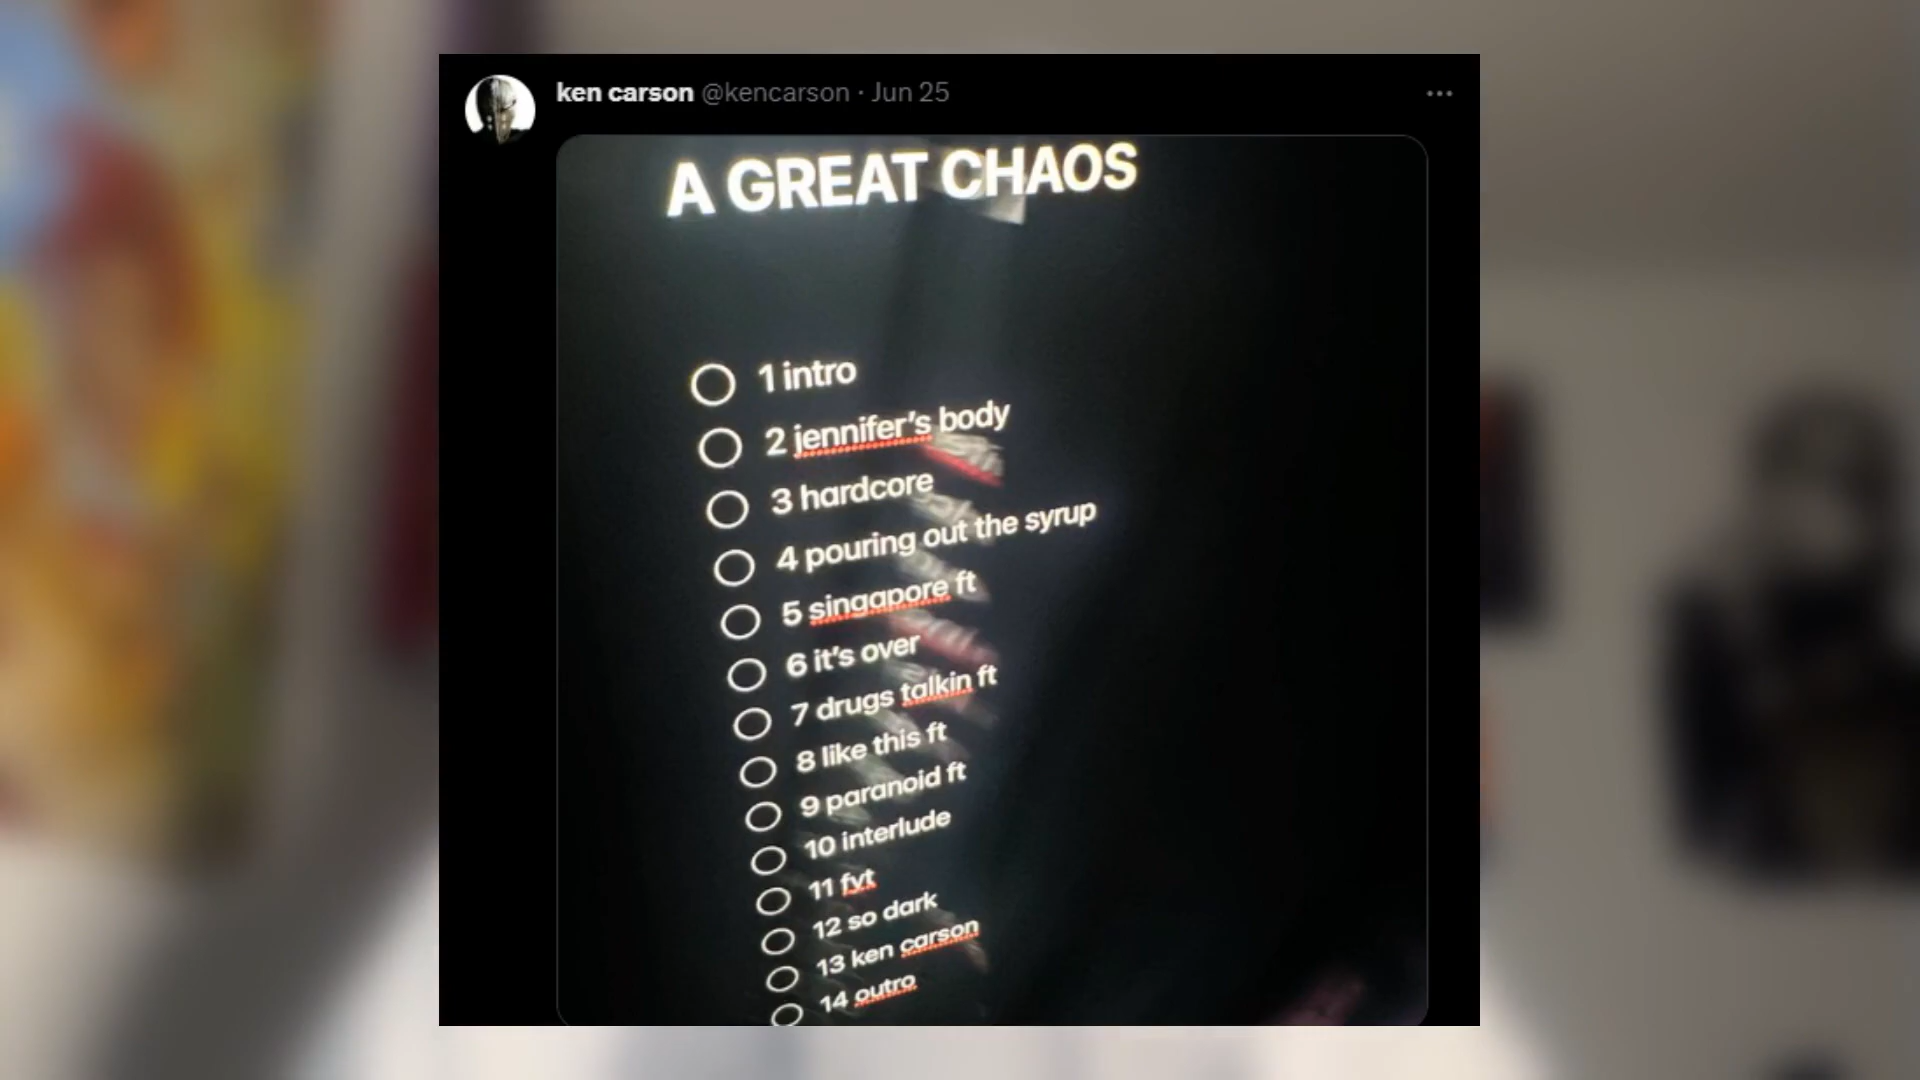 ken carson @kencarson · Jun 25
A GREAT CHAOS
1 intro
2 jennifer's body
3 hardcore
4 pouring out the syrup
5 singapore ft
6 it's over
7 drugs talkin ft
8 like this ft
9 paranoid ft
10 interlude
11 fyt
12 so dark
13 ken carson
14 outro